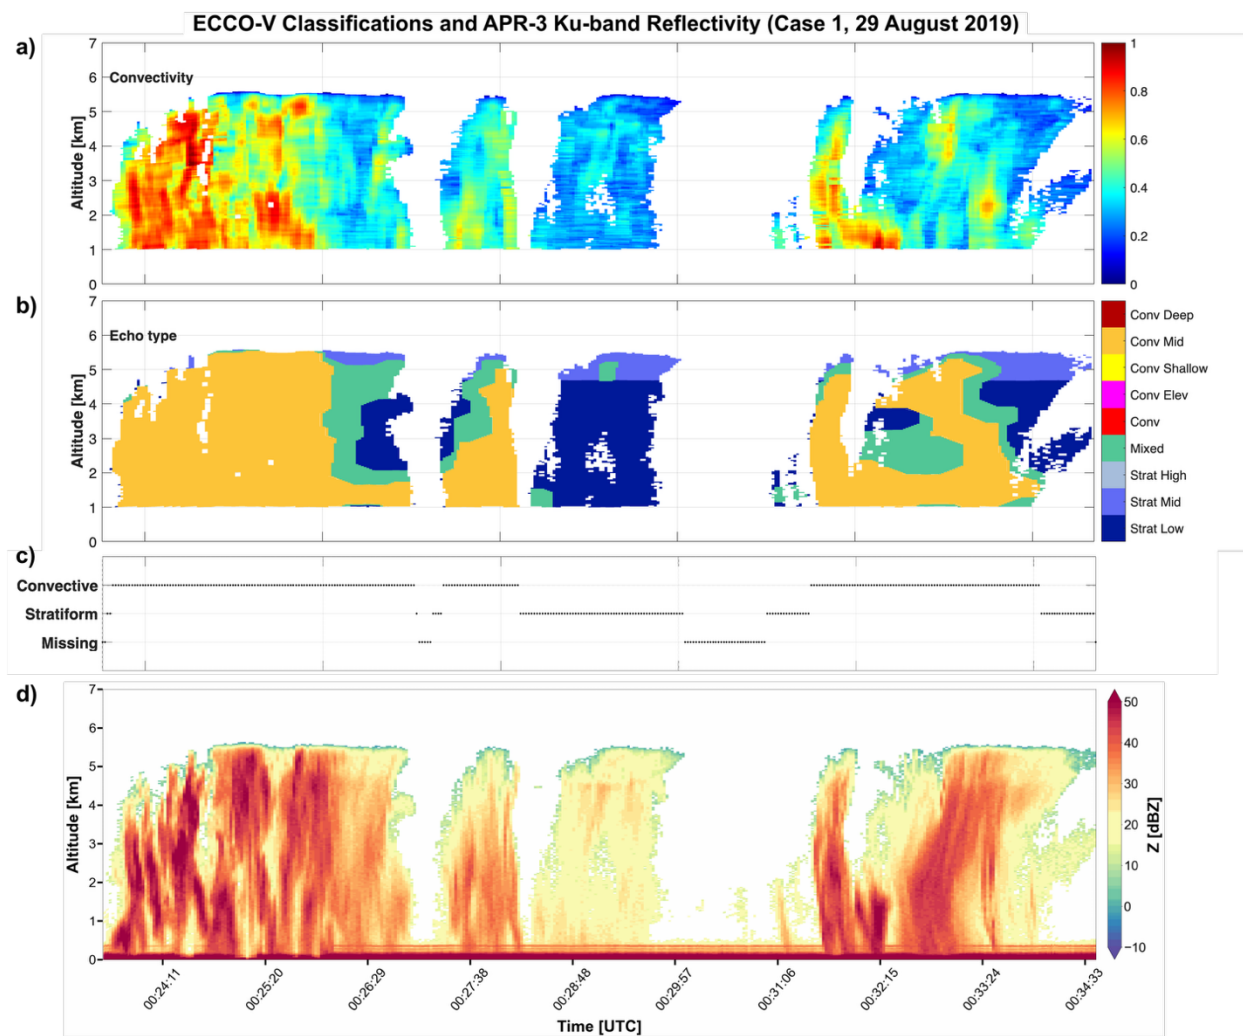 ECCO-V Classifications and APR-3 Ku-band Reflectivity (Case 1, 29 August 2019)
a)
7
6
5
4
3
2
1
0
Altitude [km]
Convectivity
1
0.8
0.6
0.4
0.2
0
b)
7
6
5
4
3
2
1
0
Altitude [km]
Echo type
Conv Deep
Conv Mid
Conv Shallow
Conv Elev
Conv
Mixed
Strat High
Strat Mid
Strat Low
c)
Convective
Stratiform
Missing
d)
7
6
5
4
3
2
1
0
Altitude [km]
50
40
30
20
10
0
−10
Z [dBZ]
00:24:11
00:25:20
00:26:29
00:27:38
00:28:48
00:29:57
00:31:06
00:32:15
00:33:24
00:34:33
Time [UTC]